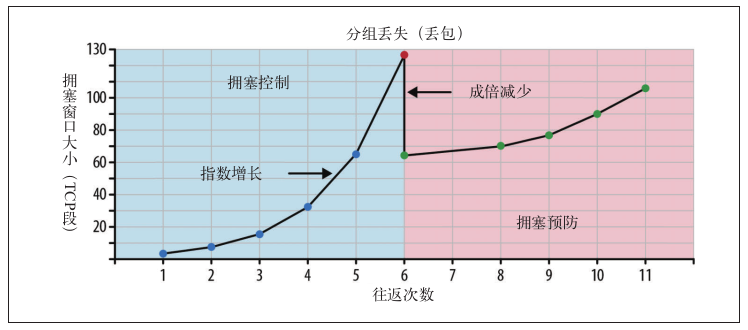 分组丢失（丢包）
130
100
80
60
40
20
拥塞窗口大小（TCP段）
拥塞控制
成倍减少
指数增长
拥塞预防
1 2 3 4 5 6 7 8 9 10 11
往返次数